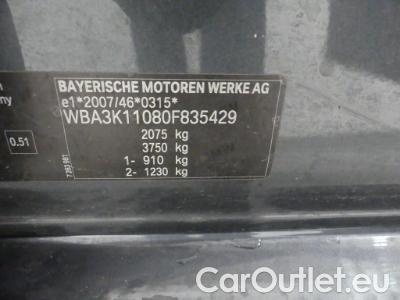 BAYERISCHE MOTOREN WERKE AG
e1*2007/46*0315*
WBA3K11080F835429
2075 kg
3750 kg
1- 910 kg
2- 1230 kg
0.51
CarOutlet.eu